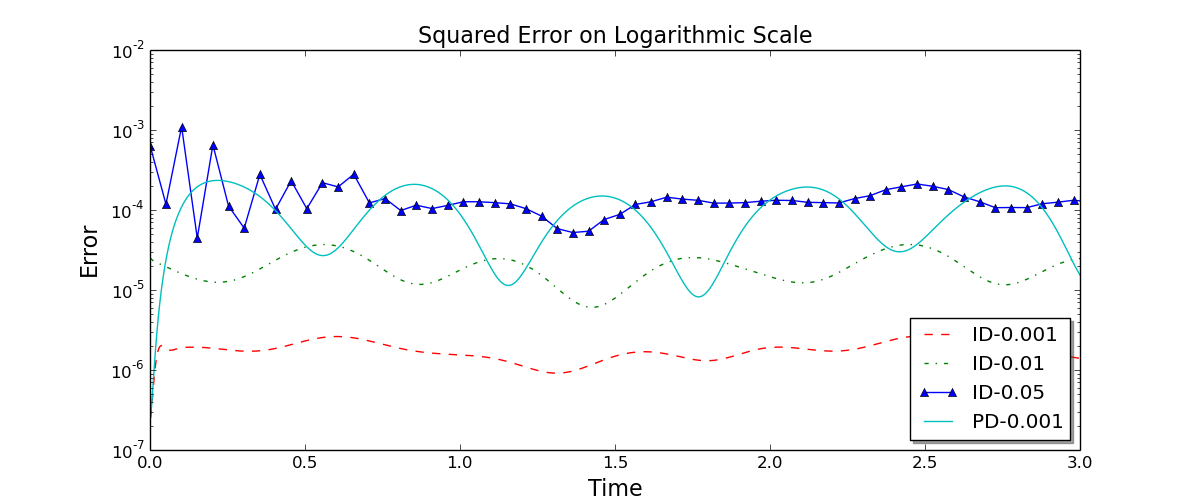 Squared Error on Logarithmic Scale
10^-2
10^-3
10^-4
10^-5
10^-6
10^-7
Error
0.0 0.5 1.0 1.5 2.0 2.5 3.0
Time
ID-0.001
ID-0.01
ID-0.05
PD-0.001